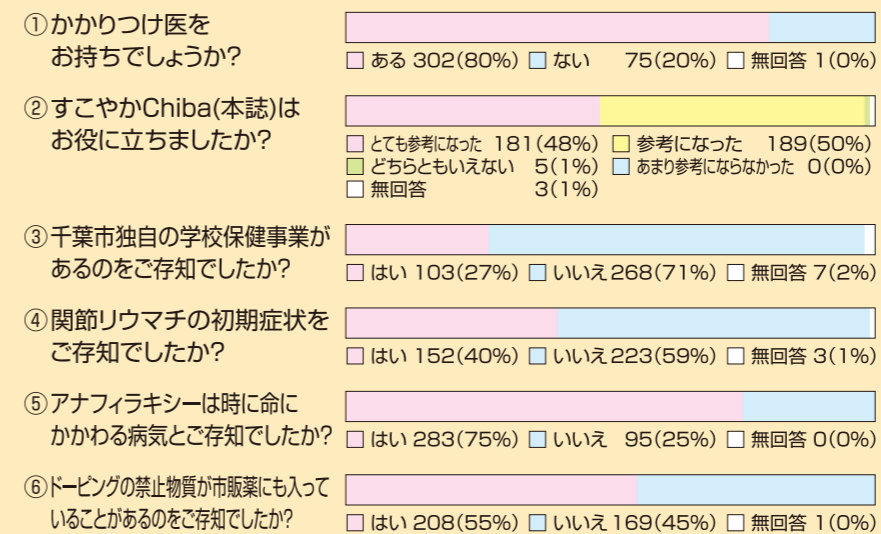 ①かかりつけ医を
お持ちでしょうか?
ある 302(80%) ない 75(20%) 無回答 1(0%)
②すこやかChiba(本誌)は
お役に立ちましたか?
とても参考になった 181(48%) 参考になった 189(50%)
どちらともいえない 5(1%) あまり参考にならなかった 0(0%)
無回答 3(1%)
③千葉市独自の学校保健事業が
あるのをご存知でしたか?
はい 103(27%) いいえ 268(71%) 無回答 7(2%)
④関節リウマチの初期症状を
ご存知でしたか?
はい 152(40%) いいえ 223(59%) 無回答 3(1%)
⑤アナフィラキシーは時に命に
かかわる病気とご存知でしたか?
はい 283(75%) いいえ 95(25%) 無回答 0(0%)
⑥ドーピングの禁止物質が市販薬にも入って
いることがあるのをご存知でしたか?
はい 208(55%) いいえ 169(45%) 無回答 1(0%)